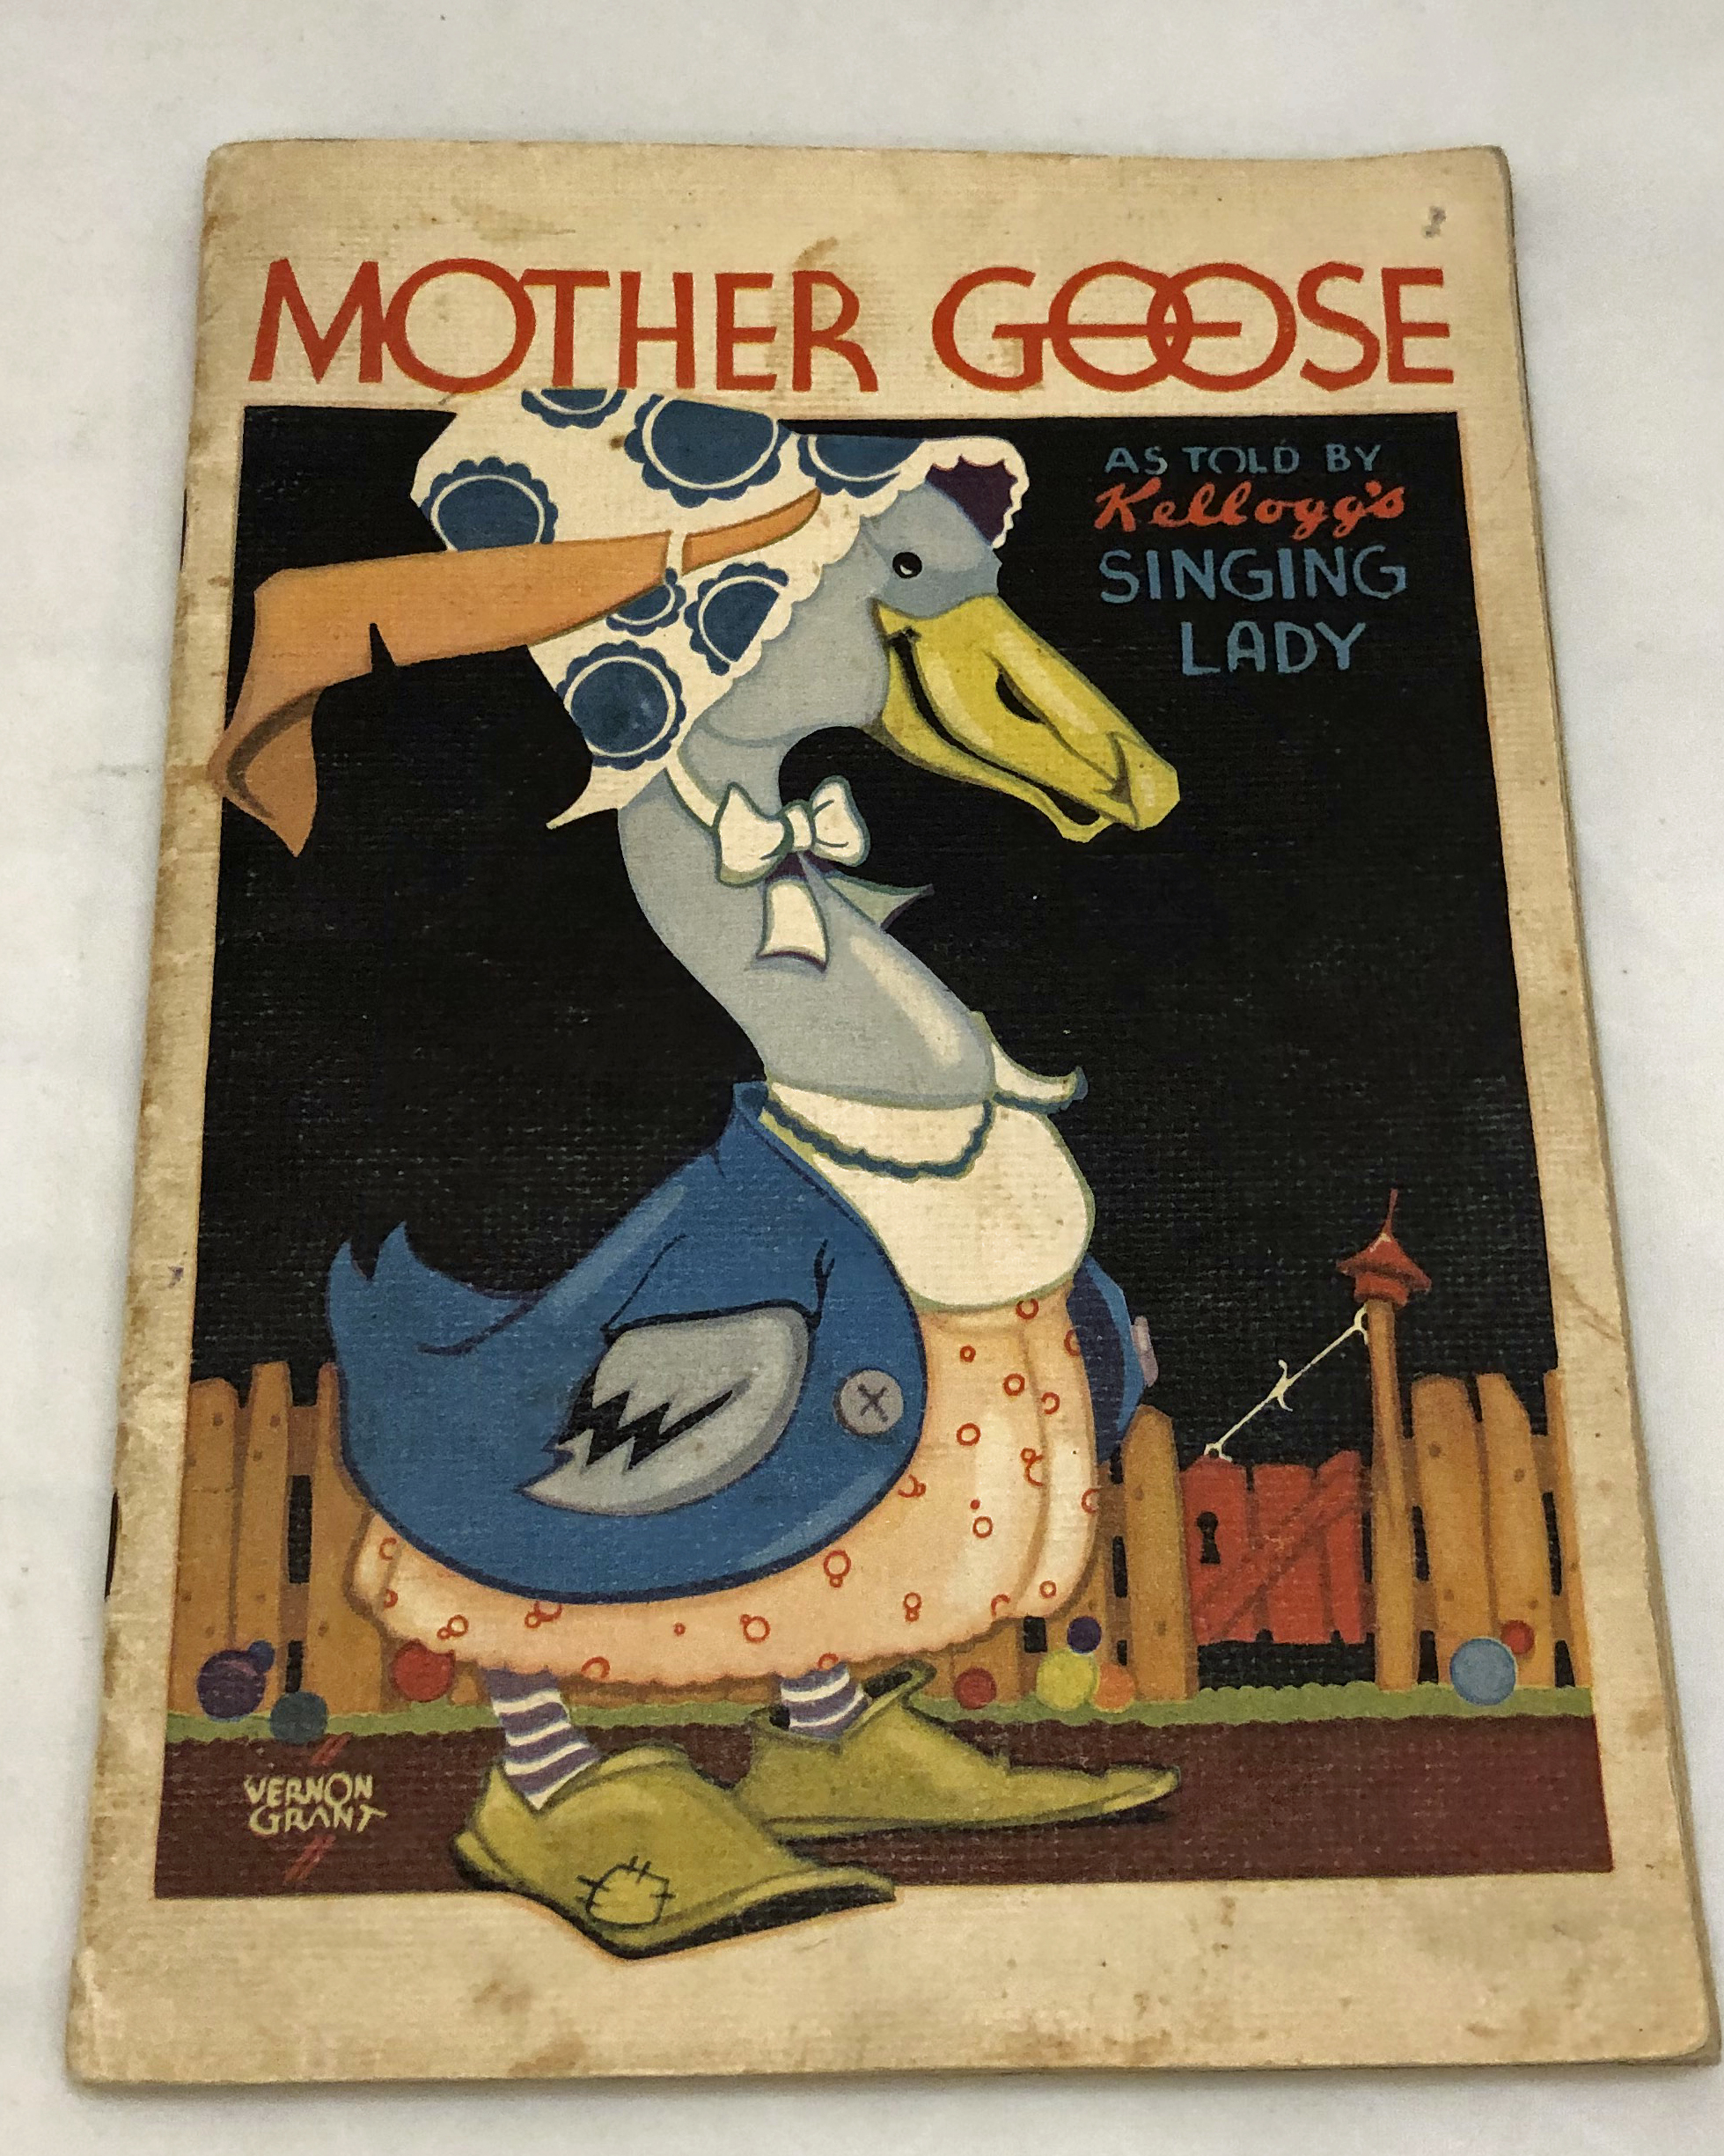 MOTHER GOOSE
AS TOLD BY
Kellogg's
SINGING
LADY
VERNON
GRANT